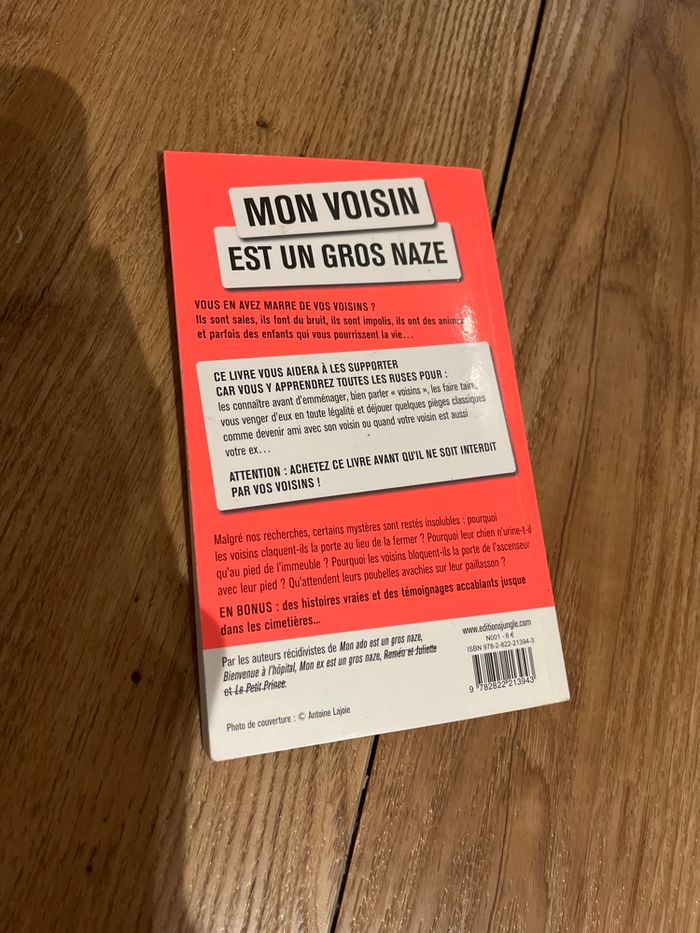 MON VOISIN
EST UN GROS NAZE
VOUS EN AVEZ MARRE DE VOS VOISINS ?
Ils sont sales, ils font du bruit, ils sont impolis, ils ont des
et parfois des enfants qui vous pourrissent la vie…
CE LIVRE VOUS AIDERA À LES SUPPORTER
CAR VOUS Y APPRENDREZ TOUTES LES RUSES POUR :
les connaître avant d'emménager, bien parler « voisins », les faire taire,
vous venger d'eux en toute légalité et déjouer quelques pièges classiques
comme devenir ami avec son voisin ou quand votre voisin est aussi
votre ex…
ATTENTION : ACHETEZ CE LIVRE AVANT QU'IL NE SOIT INTERDIT
PAR VOS VOISINS !
Malgré nos recherches, certains mystères sont restés insolubles : pourquoi
les voisins claquent-ils la porte au lieu de la fermer ? Pourquoi leur chien n'urine-t-il
qu'au pied de l'immeuble ? Pourquoi les voisins bloquent-ils la porte de l'ascenseur
avec leur pied ? Qu'attendent leurs poubelles avachies sur leur paillasson ?
EN BONUS : des histoires vraies et des témoignages accablants jusque
dans les cimetières...
Par les auteurs récidivistes de Mon ado est un gros naze,
Bienvenue à l'hôpital, Mon ex est un gros naze, Roméo et Juliette
et Le Petit Prince.
Photo de couverture : © Antoine Lajoie
www.editionsjungle.com
N001 - 6 €
ISBN 978-2-822-21394-3
9 782822 213943